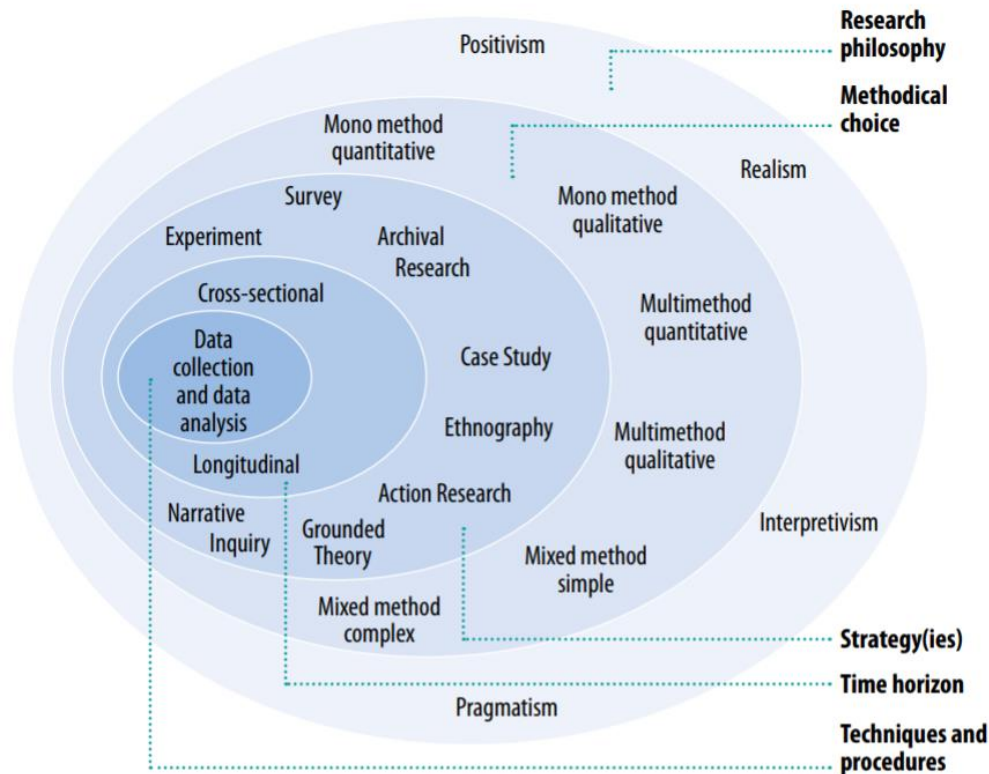 Positivism
Research
philosophy
Methodical
choice
Mono method
quantitative
Realism
Survey
Mono method
qualitative
Experiment
Archival
Research
Cross-sectional
Multimethod
quantitative
Data
collection
and data
analysis
Case Study
Ethnography
Multimethod
qualitative
Longitudinal
Action Research
Narrative
Inquiry
Grounded
Theory
Interpretivism
Mixed method
simple
Mixed method
complex
Strategy(ies)
Time horizon
Pragmatism
Techniques and
procedures